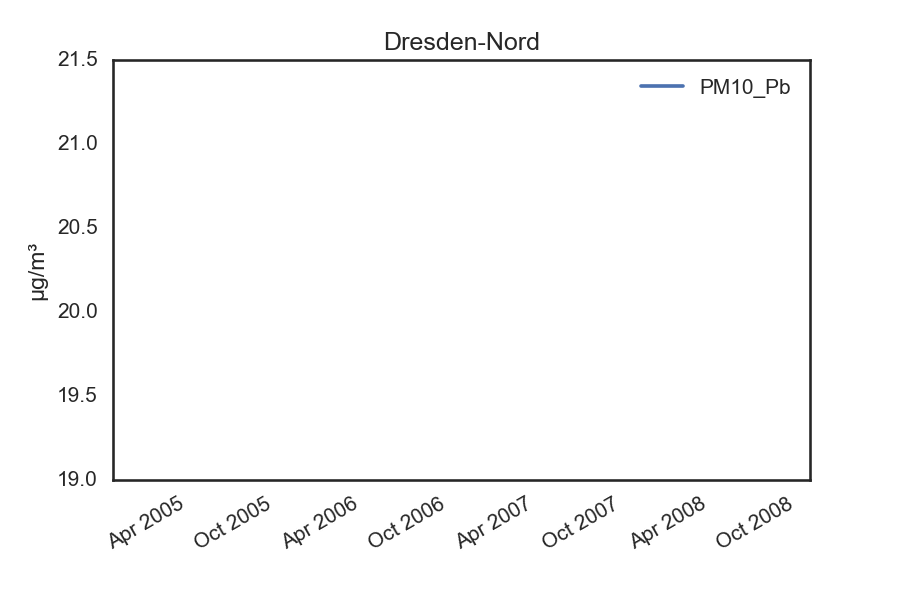 Dresden-Nord
PM10_Pb
µg/m³
21.5
21.0
20.5
20.0
19.5
19.0
Apr 2005
Oct 2005
Apr 2006
Oct 2006
Apr 2007
Oct 2007
Apr 2008
Oct 2008